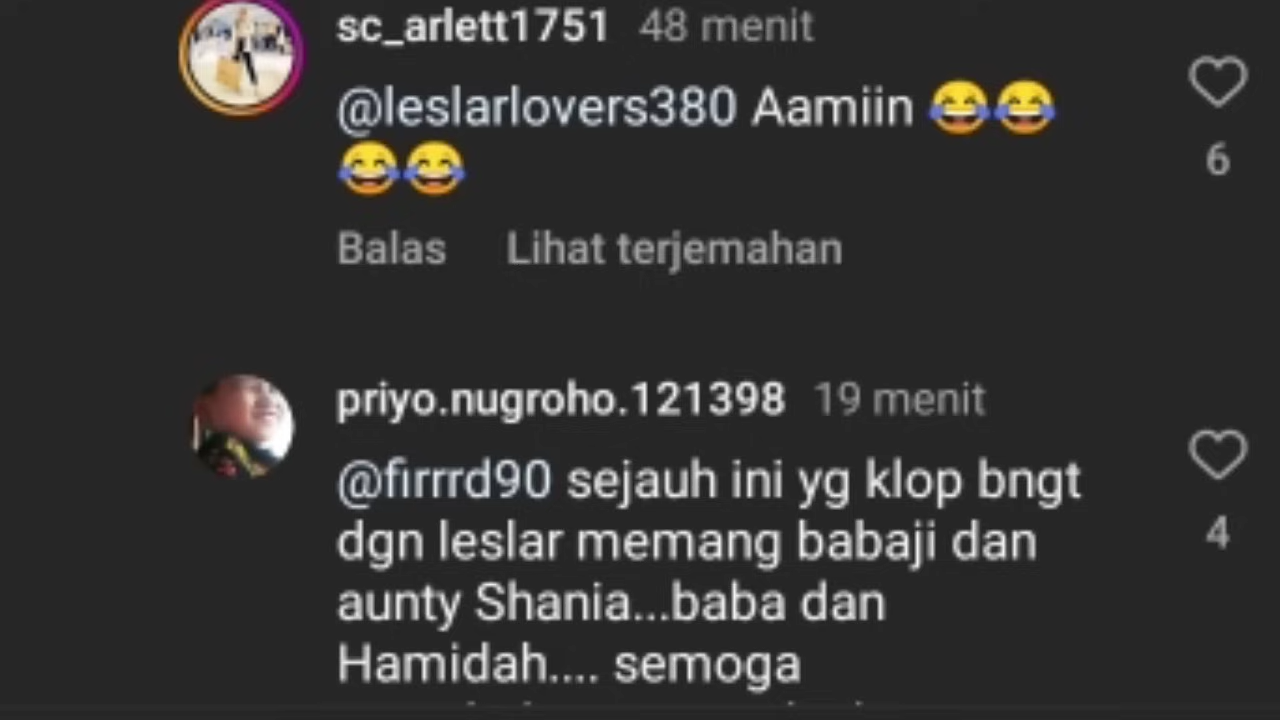 sc_arlett1751 48 menit
@leslarlovers380 Aamiin 😂😂
😂😂
6
Balas Lihat terjemahan
priyo.nugroho.121398 19 menit
@firrrd90 sejauh ini yg klop bngt
dgn leslar memang babaji dan
4
aunty Shania...baba dan
Hamidah.... semoga